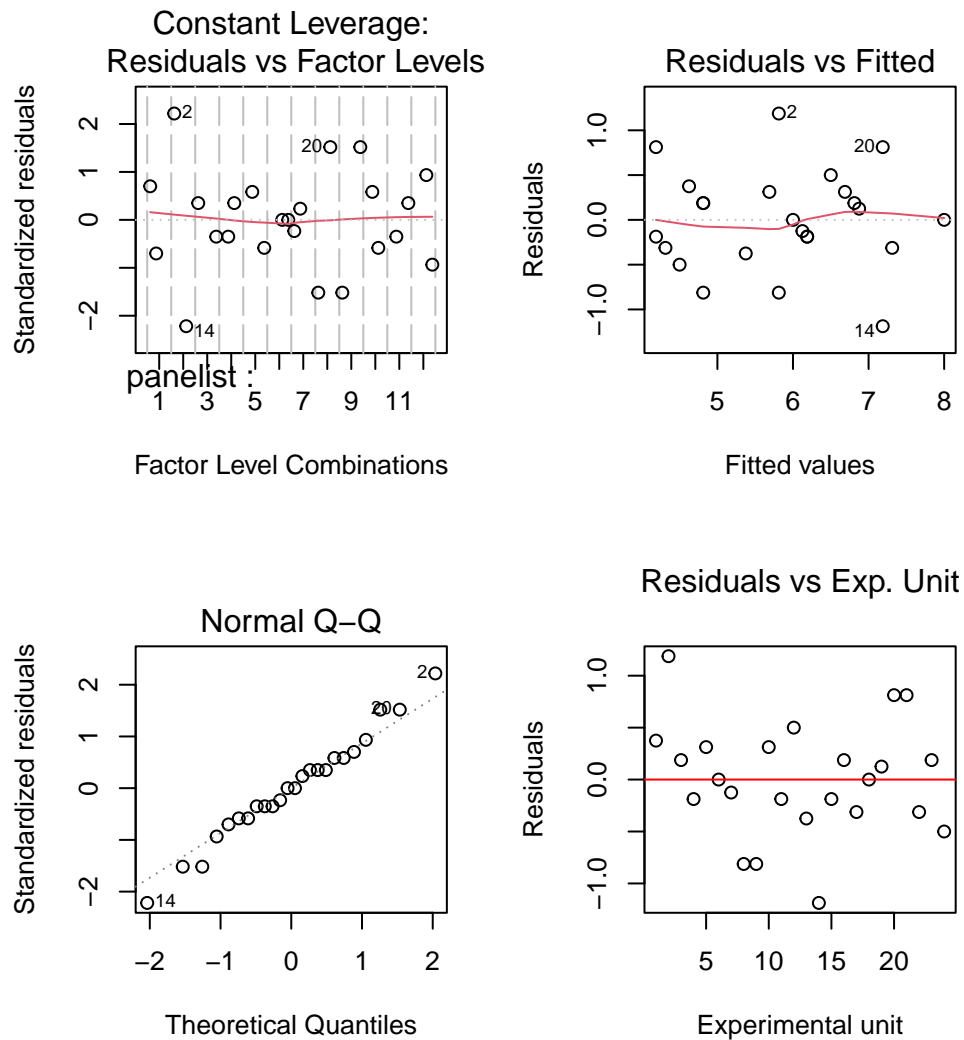 Constant Leverage:
Residuals vs Factor Levels
Standardized residuals
2
1
0
−2
2
20
14
panelist :
1 3 5 7 9 11
Factor Level Combinations
Residuals vs Fitted
Residuals
1.0
0.0
−1.0
2
20
14
5 6 7 8
Fitted values
Normal Q−Q
Standardized residuals
2
1
0
−2
2
20
14
−2 −1 0 1 2
Theoretical Quantiles
Residuals vs Exp. Unit
Residuals
1.0
0.0
−1.0
5 10 15 20
Experimental unit